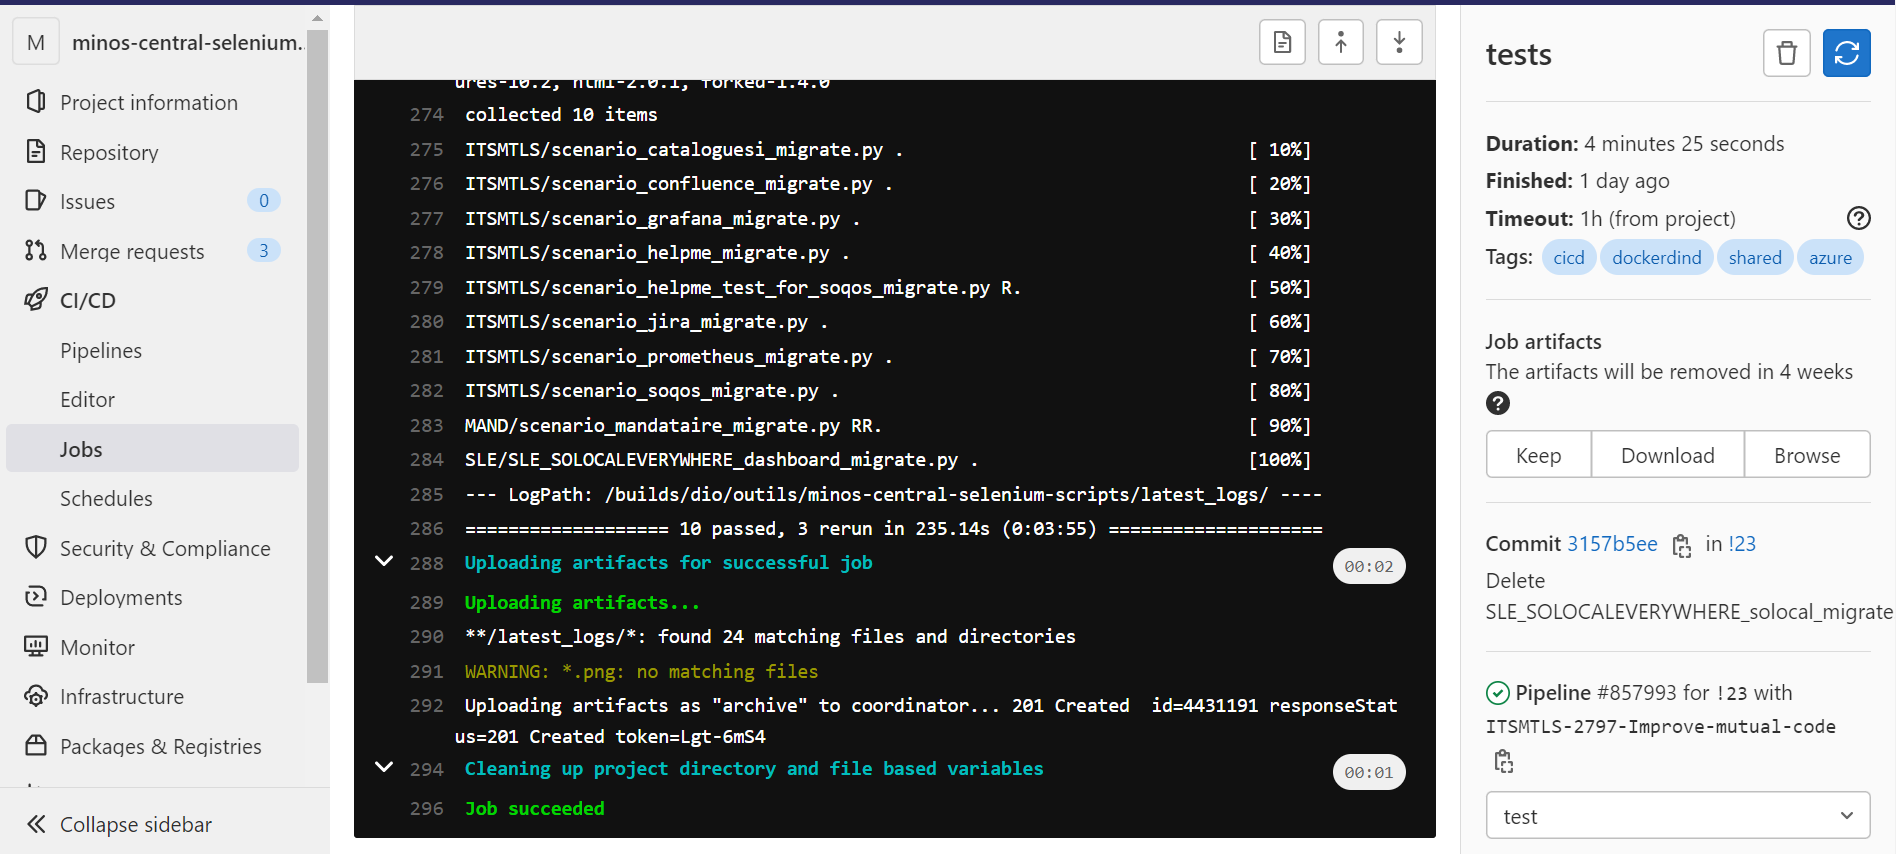 M minos-central-selenium..
Project information
Repository
Issues 0
Merge requests 3
CI/CD
Pipelines
Editor
Jobs
Schedules
Security & Compliance
Deployments
Monitor
Infrastructure
Packages & Registries
Collapse sidebar
ures-10.2, html-2.0.1, forked-1.4.0
274 collected 10 items
275 ITSMTLS/scenario_cataloguesi_migrate.py . [ 10%]
276 ITSMTLS/scenario_confluence_migrate.py . [ 20%]
277 ITSMTLS/scenario_grafana_migrate.py . [ 30%]
278 ITSMTLS/scenario_helpme_migrate.py . [ 40%]
279 ITSMTLS/scenario_helpme_test_for_soqos_migrate.py R. [ 50%]
280 ITSMTLS/scenario_jira_migrate.py . [ 60%]
281 ITSMTLS/scenario_prometheus_migrate.py . [ 70%]
282 ITSMTLS/scenario_soqos_migrate.py . [ 80%]
283 MAND/scenario_mandataire_migrate.py RR. [ 90%]
284 SLE/SLE_SOLOCALEVERYWHERE_dashboard_migrate.py . [100%]
285 --- LogPath: /builds/dio/outils/minos-central-selenium-scripts/latest_logs/ ----
286 =================== 10 passed, 3 rerun in 235.14s (0:03:55) ====================
288 Uploading artifacts for successful job 00:02
289 Uploading artifacts...
290 **/latest_logs/*: found 24 matching files and directories
291 WARNING: *.png: no matching files
292 Uploading artifacts as "archive" to coordinator... 201 Created  id=4431191 responseStat
us=201 Created token=Lgt-6mS4
294 Cleaning up project directory and file based variables 00:01
296 Job succeeded
tests
Duration: 4 minutes 25 seconds
Finished: 1 day ago
Timeout: 1h (from project)
Tags: cicd dockerdind shared azure
Job artifacts
The artifacts will be removed in 4 weeks
Keep Download Browse
Commit 3157b5ee in !23
Delete
SLE_SOLOCALEVERYWHERE_solocal_migrate
Pipeline #857993 for !23 with
ITSMTLS-2797-Improve-mutual-code
test